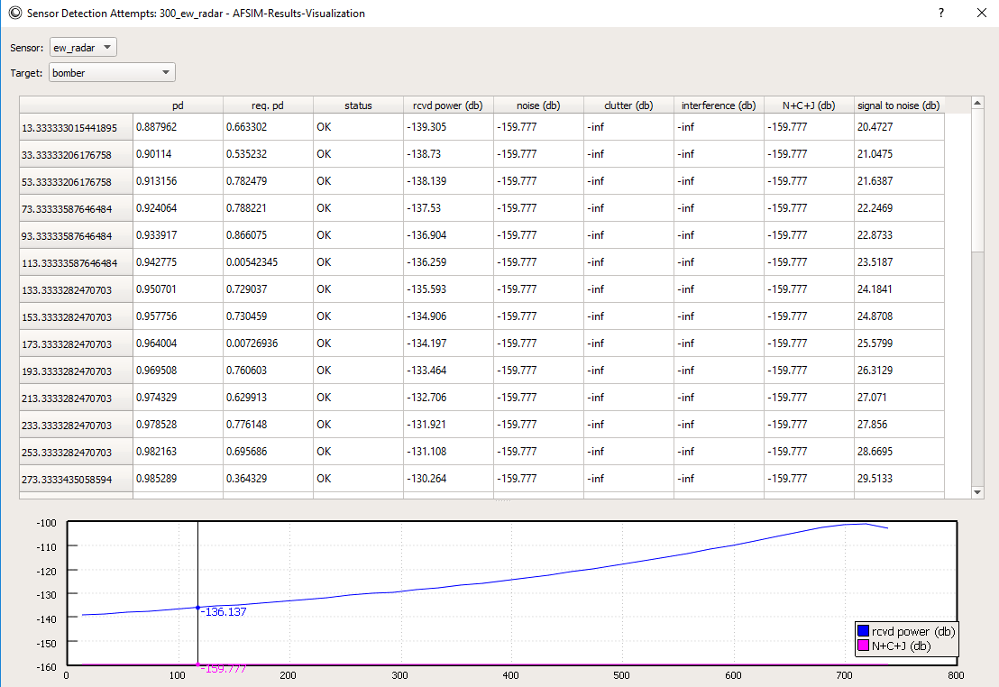 Sensor Detection Attempts: 300_ew_radar - AFSIM-Results-Visualization ?
Sensor: ew_radar
Target: bomber
pd req. pd status rcvd power (db) noise (db) clutter (db) interference (db) N+C+J (db) signal to noise (db)
13.333333015441895 0.887962 0.663302 OK -139.305 -159.777 -inf -inf -159.777 20.4727
33.33333206176758 0.90114 0.535232 OK -138.73 -159.777 -inf -inf -159.777 21.0475
53.33333206176758 0.913156 0.782479 OK -138.139 -159.777 -inf -inf -159.777 21.6387
73.33333587646484 0.924064 0.788221 OK -137.53 -159.777 -inf -inf -159.777 22.2469
93.33333587646484 0.933917 0.866075 OK -136.904 -159.777 -inf -inf -159.777 22.8733
113.33333587646484 0.942775 0.00542345 OK -136.259 -159.777 -inf -inf -159.777 23.5187
133.3333282470703 0.950701 0.729037 OK -135.593 -159.777 -inf -inf -159.777 24.1841
153.3333282470703 0.957756 0.730459 OK -134.906 -159.777 -inf -inf -159.777 24.8708
173.3333282470703 0.964004 0.00726936 OK -134.197 -159.777 -inf -inf -159.777 25.5799
193.3333282470703 0.969508 0.760603 OK -133.464 -159.777 -inf -inf -159.777 26.3129
213.3333282470703 0.974329 0.629913 OK -132.706 -159.777 -inf -inf -159.777 27.071
233.3333282470703 0.978528 0.776148 OK -131.921 -159.777 -inf -inf -159.777 27.856
253.3333282470703 0.982163 0.695686 OK -131.108 -159.777 -inf -inf -159.777 28.6695
273.3333435058594 0.985289 0.364329 OK -130.264 -159.777 -inf -inf -159.777 29.5133
-100
-110
-120
-130
-136.137
-140
-150
rcvd power (db)
N+C+J (db)
-160
-159.777
0 100 200 300 400 500 600 700 800